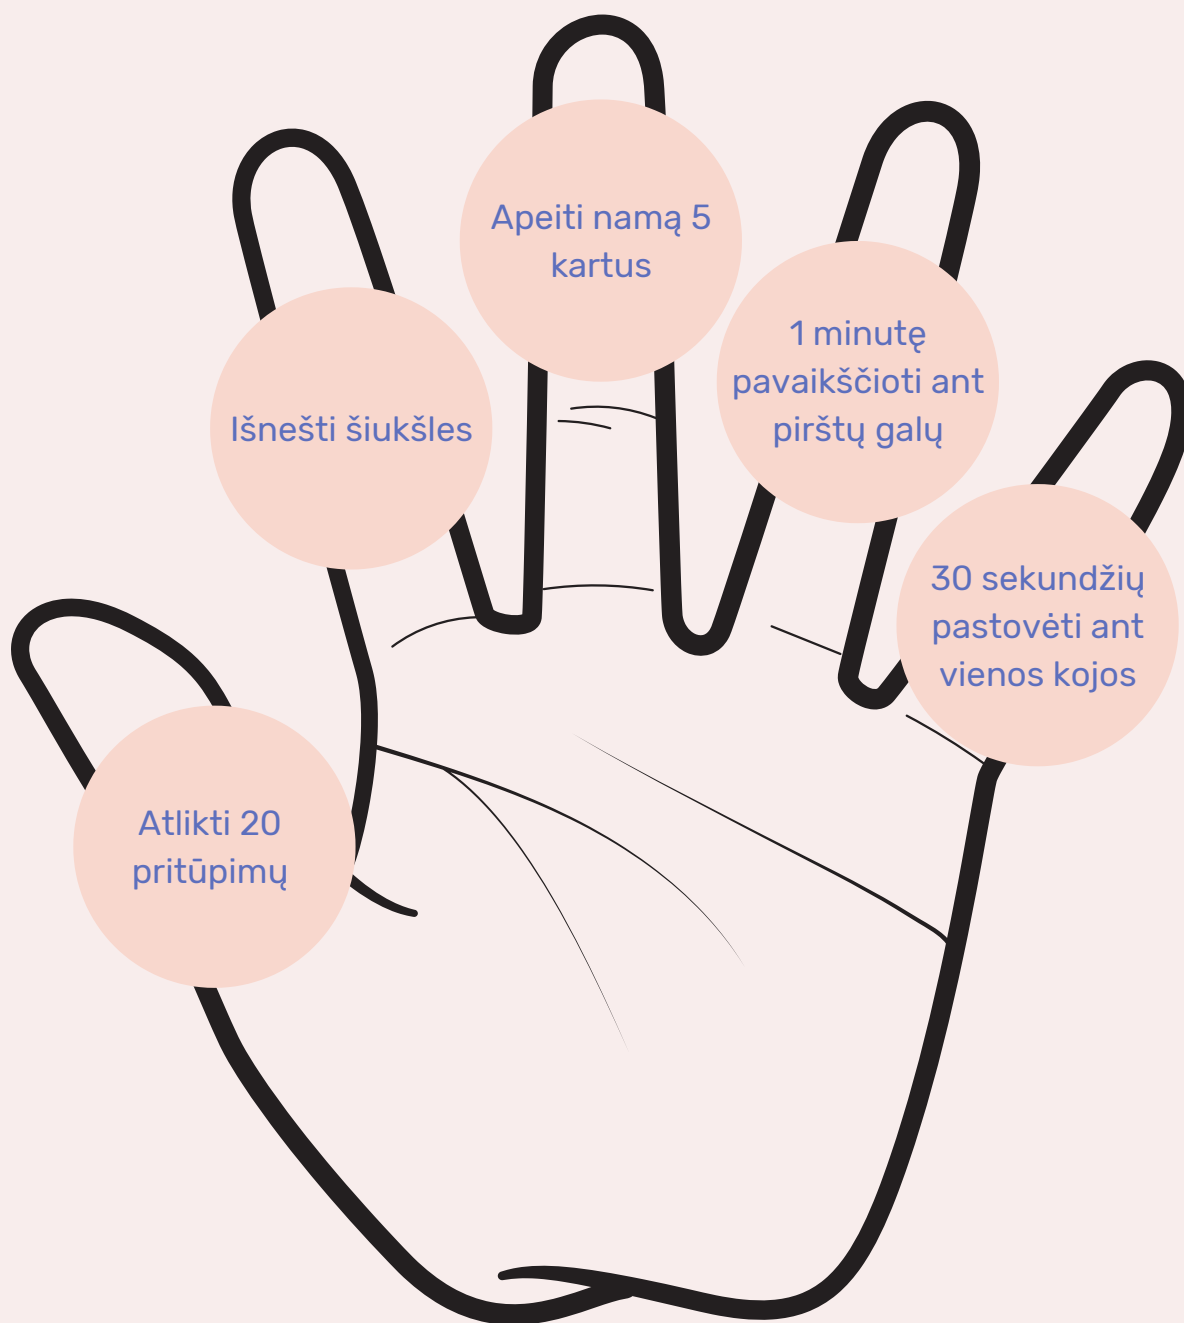 Apeiti namą 5
kartus
1 minutę
pavaikščioti ant
pirštų galų
Išnešti šiukšles
30 sekundžių
pastovėti ant
vienos kojos
Atlikti 20
pritūpimų